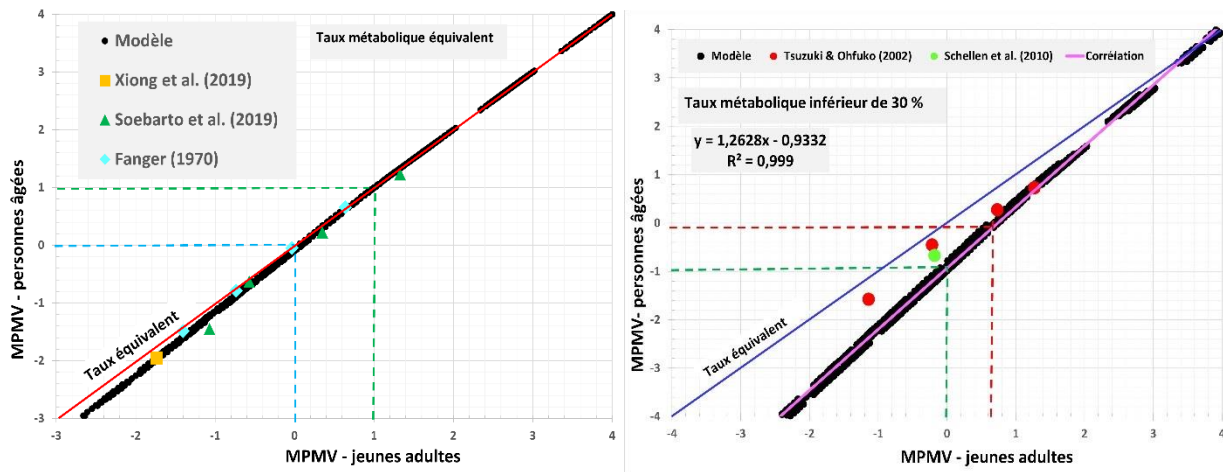 Modèle
Xiong et al. (2019)
Soebarto et al. (2019)
Fanger (1970)
Taux métabolique équivalent
Taux équivalent
MPMV - personnes âgées
4
3
2
1
0
-1
-2
-3
-3
-2
-1
0
1
2
3
4
MPMV - jeunes adultes
Modèle
Tsuzuki & Ohfuko (2002)
Schellen et al. (2010)
Corrélation
Taux métabolique inférieur de 30 %
y = 1,2628x - 0,9332
R² = 0,999
Taux équivalent
MPMV- personnes âgées
4
3
2
1
0
-1
-2
-3
-4
-4
-3
-2
-1
0
1
2
3
4
MPMV - jeunes adultes